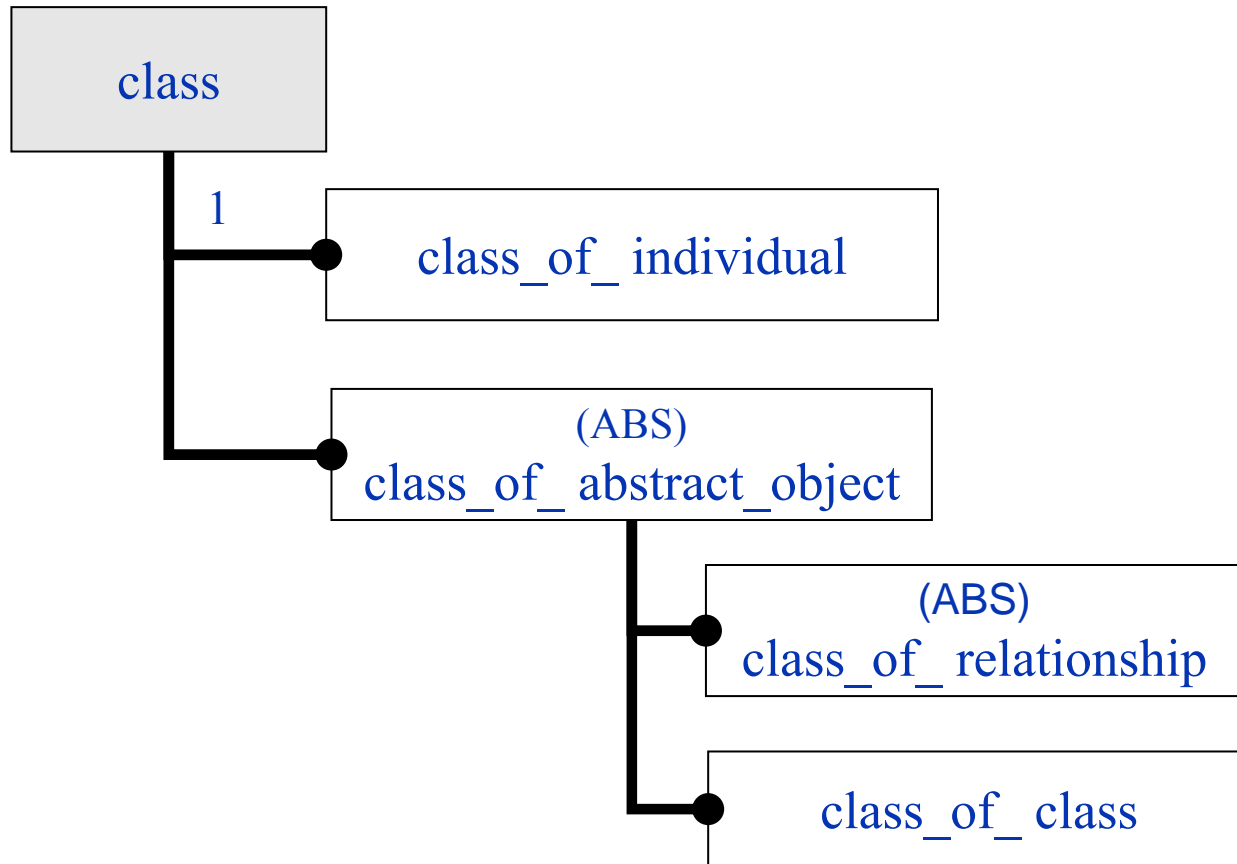 class
1
class_of_ individual
(ABS)
class_of_ abstract_object
(ABS)
class_of_ relationship
class_of_ class